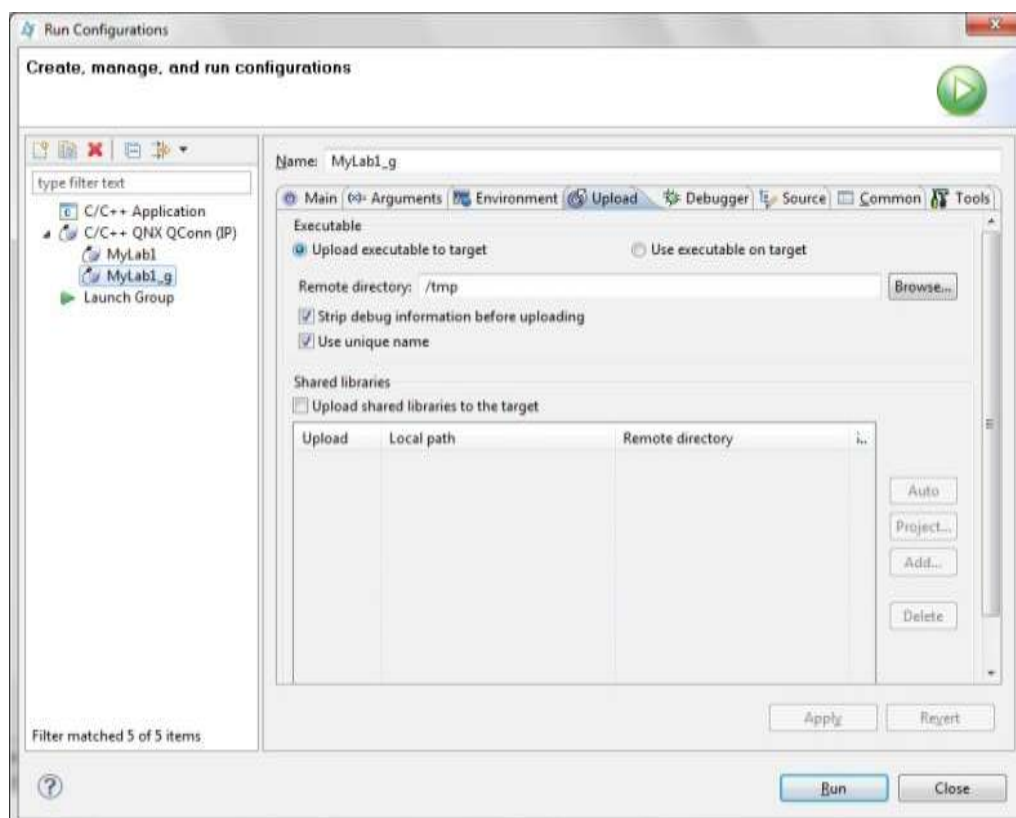 Run Configurations
Create, manage, and run configurations
type filter text
C/C++ Application
C/C++ QNX QConn (IP)
MyLab1
MyLab1_g
Launch Group
Filter matched 5 of 5 items
Name: MyLab1_g
Main (x)= Arguments Environment Upload Debugger Source Common Tools
Executable
Upload executable to target Use executable on target
Remote directory: /tmp Browse...
Strip debug information before uploading
Use unique name
Shared libraries
Upload shared libraries to the target
Upload Local path Remote directory i...
Auto
Project...
Add...
Delete
Apply Revert
? Run Close